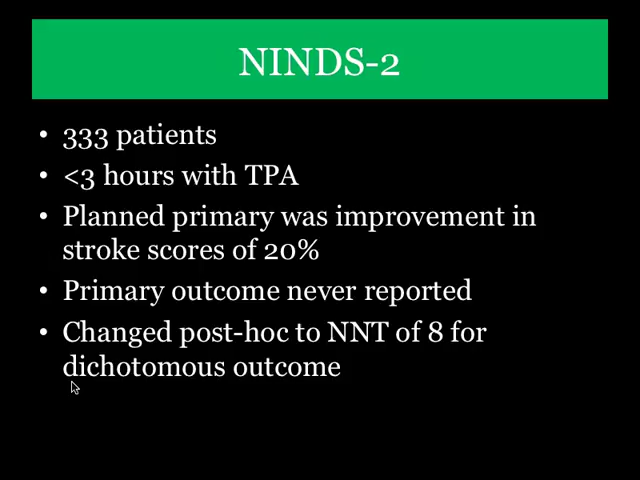 NINDS-2
• 333 patients
• <3 hours with TPA
• Planned primary was improvement in
stroke scores of 20%
• Primary outcome never reported
• Changed post-hoc to NNT of 8 for
dichotomous outcome